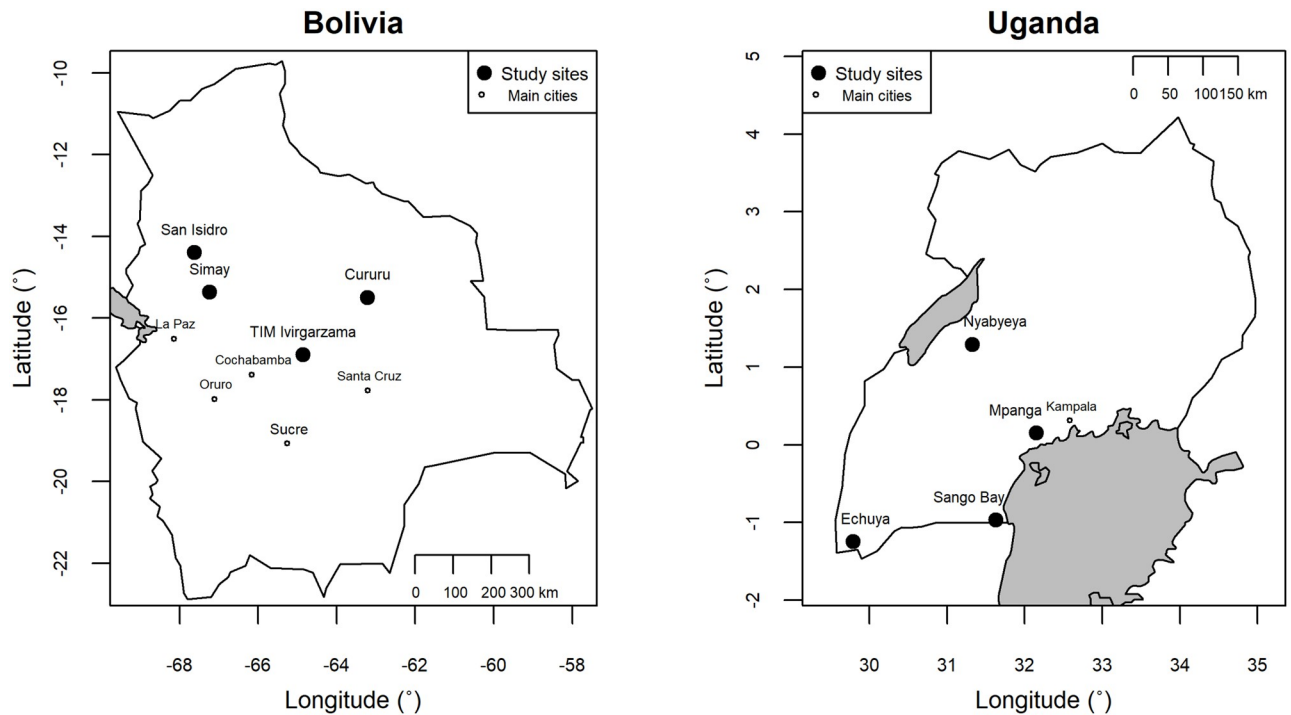 Bolivia
Study sites
Main cities
-10
-12
-14
-16
-18
-20
-22
Latitude (°)
San Isidro
Simay
Cururu
La Paz
TIM Ivirgarzama
Cochabamba
Santa Cruz
Oruro
Sucre
0 100 200 300 km
-68 -66 -64 -62 -60 -58
Longitude (°)
Uganda
Study sites
Main cities
0 50 100 150 km
5
4
3
2
1
0
-1
-2
Latitude (°)
Nyabyeya
Mpanga
Kampala
Sango Bay
Echuya
30 31 32 33 34 35
Longitude (°)